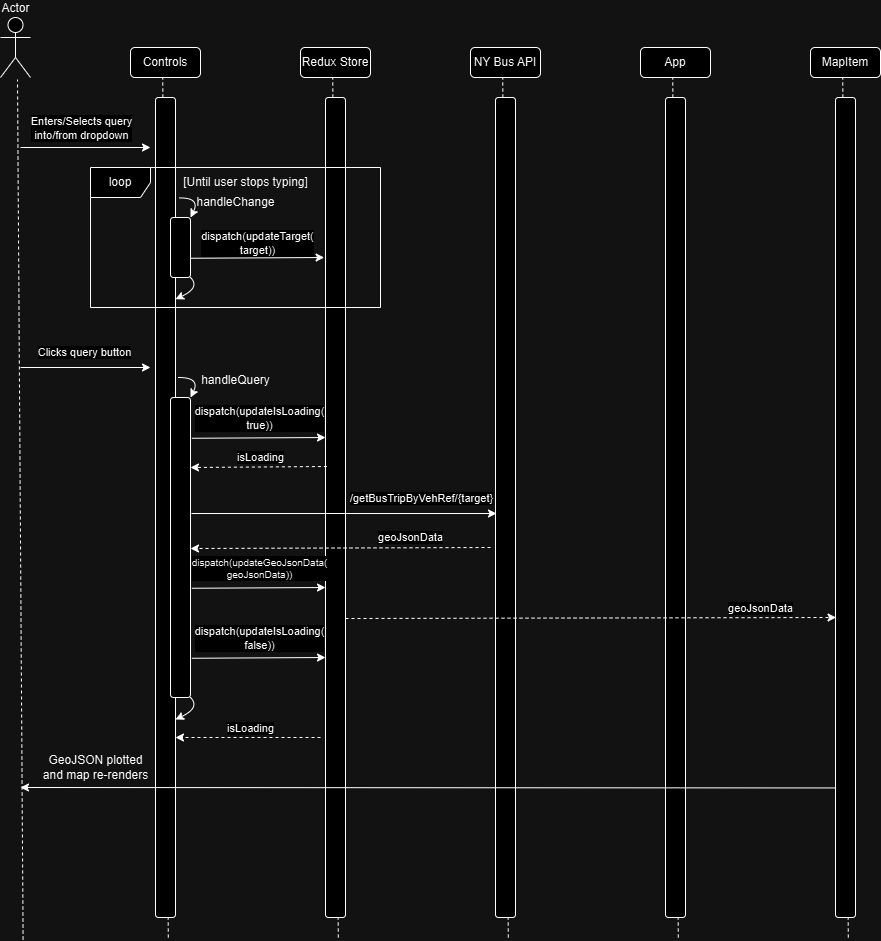 Actor
Controls
Redux Store
NY Bus API
App
MapItem
Enters/Selects query
into/from dropdown
loop
[Until user stops typing]
handleChange
dispatch(updateTarget(
target))
Clicks query button
handleQuery
dispatch(updateIsLoading(
true))
isLoading
/getBusTripByVehRef/{target}
geoJsonData
dispatch(updateGeoJsonData(
geoJsonData))
geoJsonData
dispatch(updateIsLoading(
false))
isLoading
GeoJSON plotted
and map re-renders